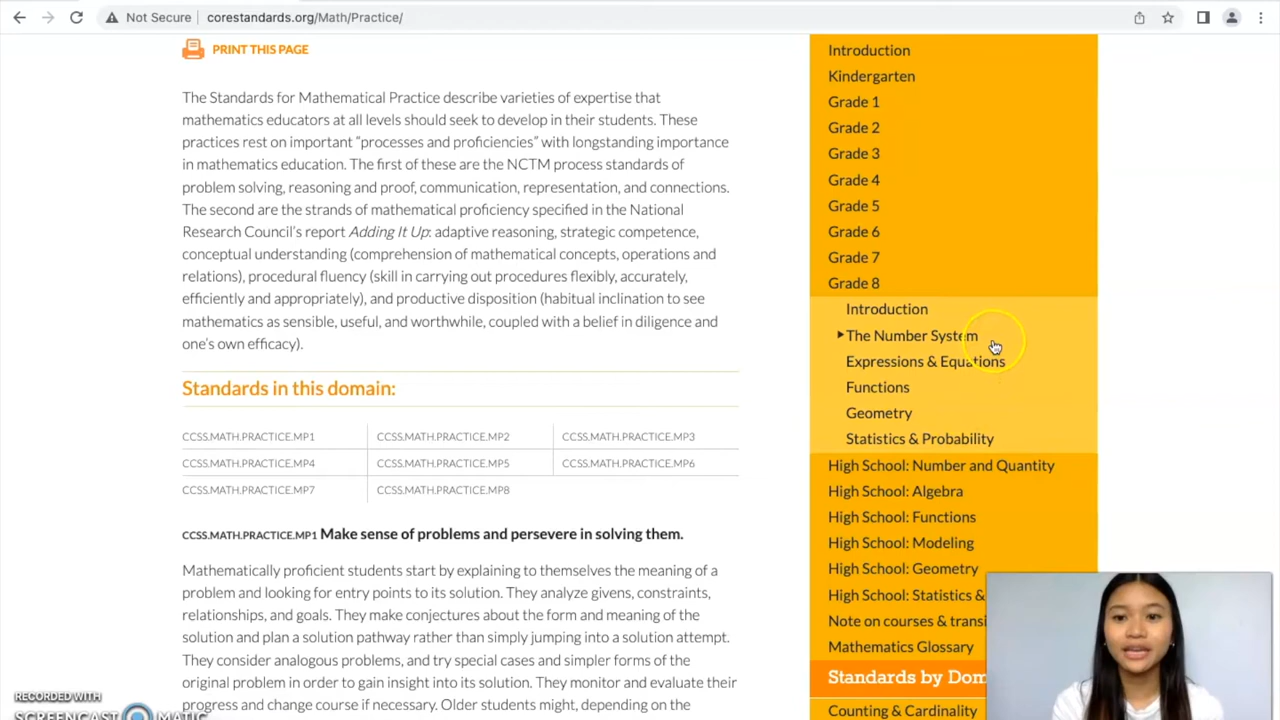 Not Secure
corestandards.org/Math/Practice/
PRINT THIS PAGE
The Standards for Mathematical Practice describe varieties of expertise that
mathematics educators at all levels should seek to develop in their students. These
practices rest on important “processes and proficiencies” with longstanding importance
in mathematics education. The first of these are the NCTM process standards of
problem solving, reasoning and proof, communication, representation, and connections.
The second are the strands of mathematical proficiency specified in the National
Research Council’s report Adding It Up: adaptive reasoning, strategic competence,
conceptual understanding (comprehension of mathematical concepts, operations and
relations), procedural fluency (skill in carrying out procedures flexibly, accurately,
efficiently and appropriately), and productive disposition (habitual inclination to see
mathematics as sensible, useful, and worthwhile, coupled with a belief in diligence and
one’s own efficacy).
Standards in this domain:
CCSS.MATH.PRACTICE.MP1 CCSS.MATH.PRACTICE.MP2 CCSS.MATH.PRACTICE.MP3
CCSS.MATH.PRACTICE.MP4 CCSS.MATH.PRACTICE.MP5 CCSS.MATH.PRACTICE.MP6
CCSS.MATH.PRACTICE.MP7 CCSS.MATH.PRACTICE.MP8
CCSS.MATH.PRACTICE.MP1 Make sense of problems and persevere in solving them.
Mathematically proficient students start by explaining to themselves the meaning of a
problem and looking for entry points to its solution. They analyze givens, constraints,
relationships, and goals. They make conjectures about the form and meaning of the
solution and plan a solution pathway rather than simply jumping into a solution attempt.
They consider analogous problems, and try special cases and simpler forms of the
original problem in order to gain insight into its solution. They monitor and evaluate their
progress and change course if necessary. Older students might, depending on the
Introduction
Kindergarten
Grade 1
Grade 2
Grade 3
Grade 4
Grade 5
Grade 6
Grade 7
Grade 8
Introduction
The Number System
Expressions & Equations
Functions
Geometry
Statistics & Probability
High School: Number and Quantity
High School: Algebra
High School: Functions
High School: Modeling
High School: Geometry
High School: Statistics &
Note on courses & transi
Mathematics Glossary
Standards by Dom
Counting & Cardinality
RECORDED WITH
SCREENCAST MATIC